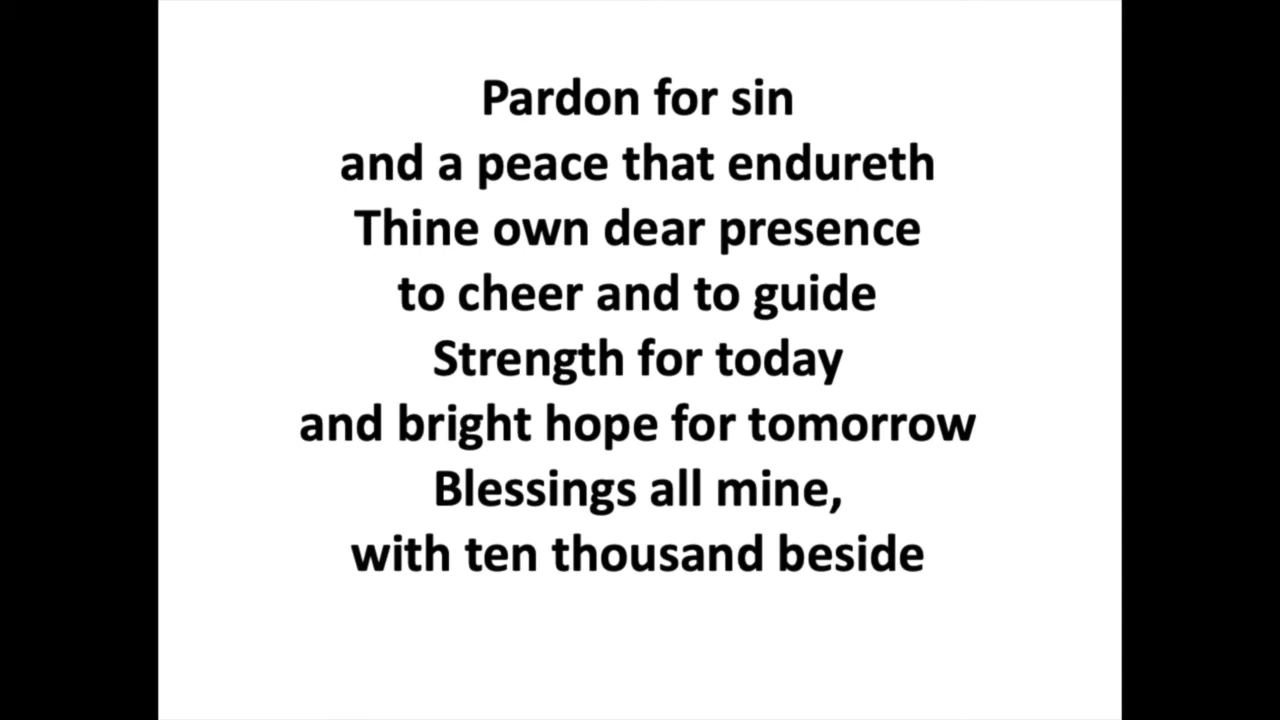 Pardon for sin
and a peace that endureth
Thine own dear presence
to cheer and to guide
Strength for today
and bright hope for tomorrow
Blessings all mine,
with ten thousand beside